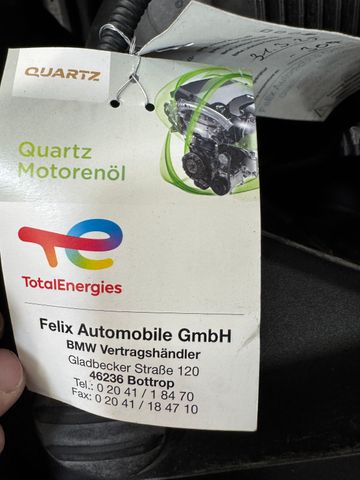 QUARTZ
Quartz
Motorenöl
TotalEnergies
Felix Automobile GmbH
BMW Vertragshändler
Gladbecker Straße 120
46236 Bottrop
Tel.: 0 20 41 / 1 84 70
Fax: 0 20 41 / 18 47 10